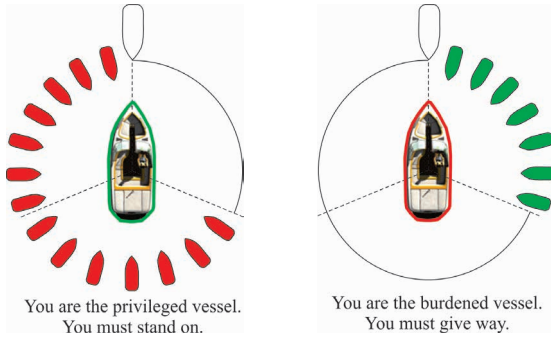 You are the privileged vessel.
You must stand on.
You are the burdened vessel.
You must give way.